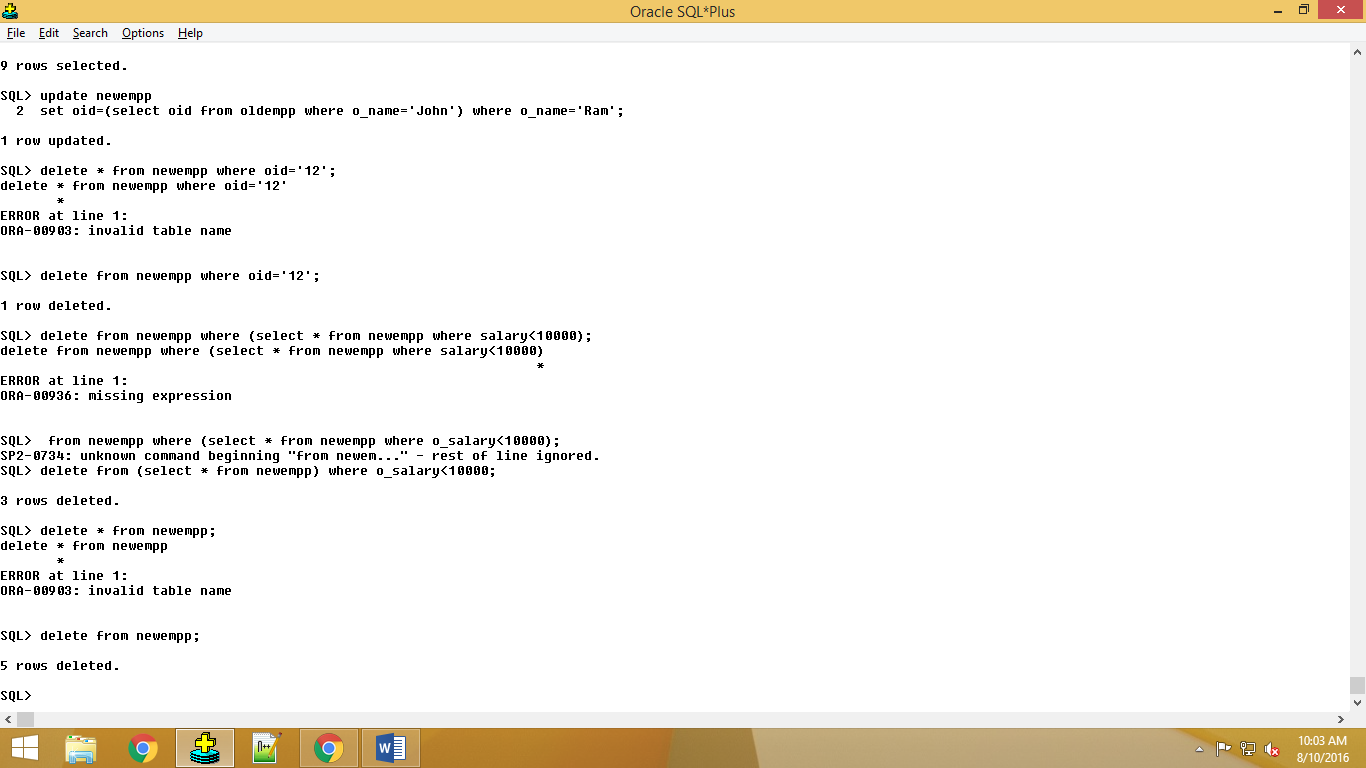 Oracle SQL*Plus
File Edit Search Options Help
9 rows selected.
SQL> update newempp
  2  set oid=(select oid from oldempp where o_name='John') where o_name='Ram';
1 row updated.
SQL> delete * from newempp where oid='12';
delete * from newempp where oid='12'
       *
ERROR at line 1:
ORA-00903: invalid table name
SQL> delete from newempp where oid='12';
1 row deleted.
SQL> delete from newempp where (select * from newempp where salary<10000);
delete from newempp where (select * from newempp where salary<10000)
                                                                   *
ERROR at line 1:
ORA-00936: missing expression
SQL>  from newempp where (select * from newempp where o_salary<10000);
SP2-0734: unknown command beginning "from newem..." - rest of line ignored.
SQL> delete from (select * from newempp) where o_salary<10000;
3 rows deleted.
SQL> delete * from newempp;
delete * from newempp
       *
ERROR at line 1:
ORA-00903: invalid table name
SQL> delete from newempp;
5 rows deleted.
SQL>
10:03 AM
8/10/2016